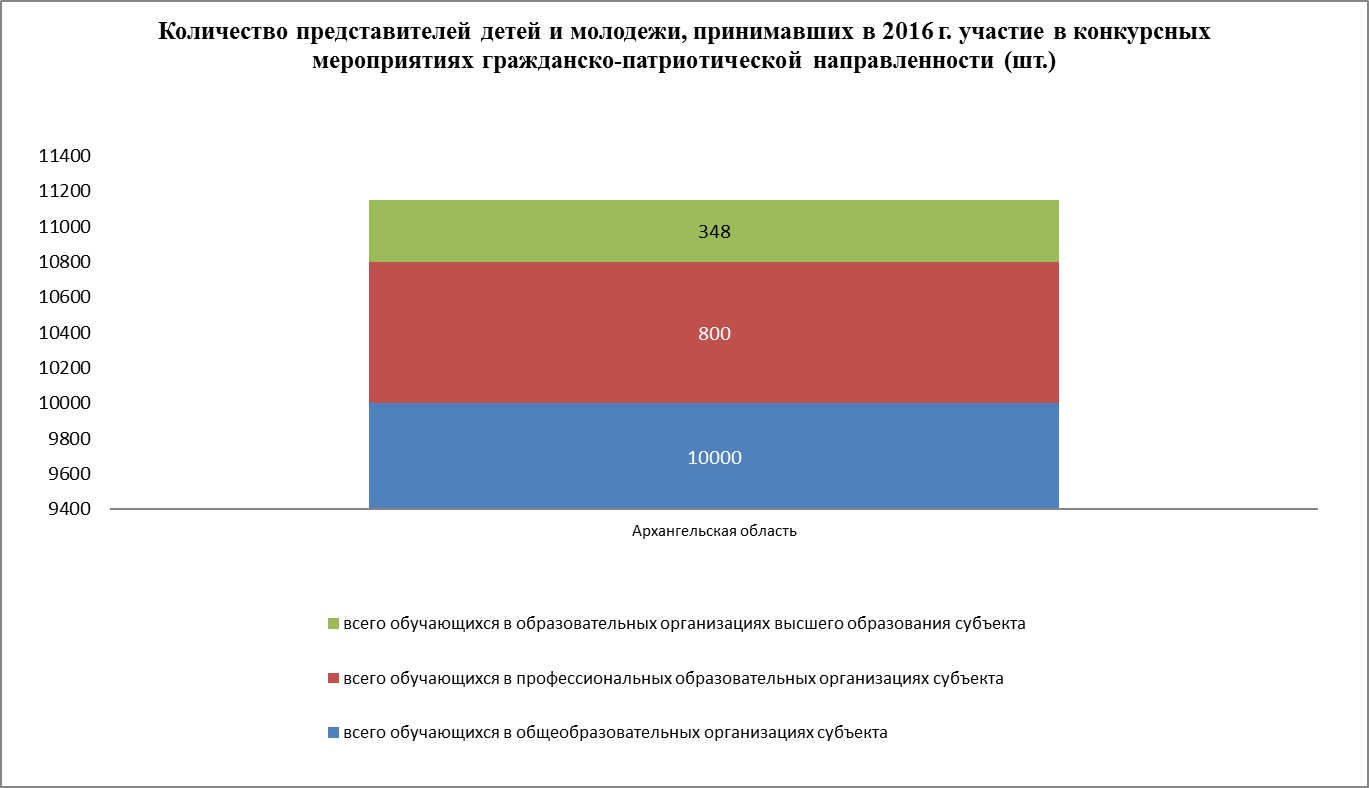 Количество представителей детей и молодежи, принимавших в 2016 г. участие в конкурсных
мероприятиях гражданско-патриотической направленности (шт.)
11400
11200
11000
10800
10600
10400
10200
10000
9800
9600
9400
348
800
10000
Архангельская область
всего обучающихся в образовательных организациях высшего образования субъекта
всего обучающихся в профессиональных образовательных организациях субъекта
всего обучающихся в общеобразовательных организациях субъекта